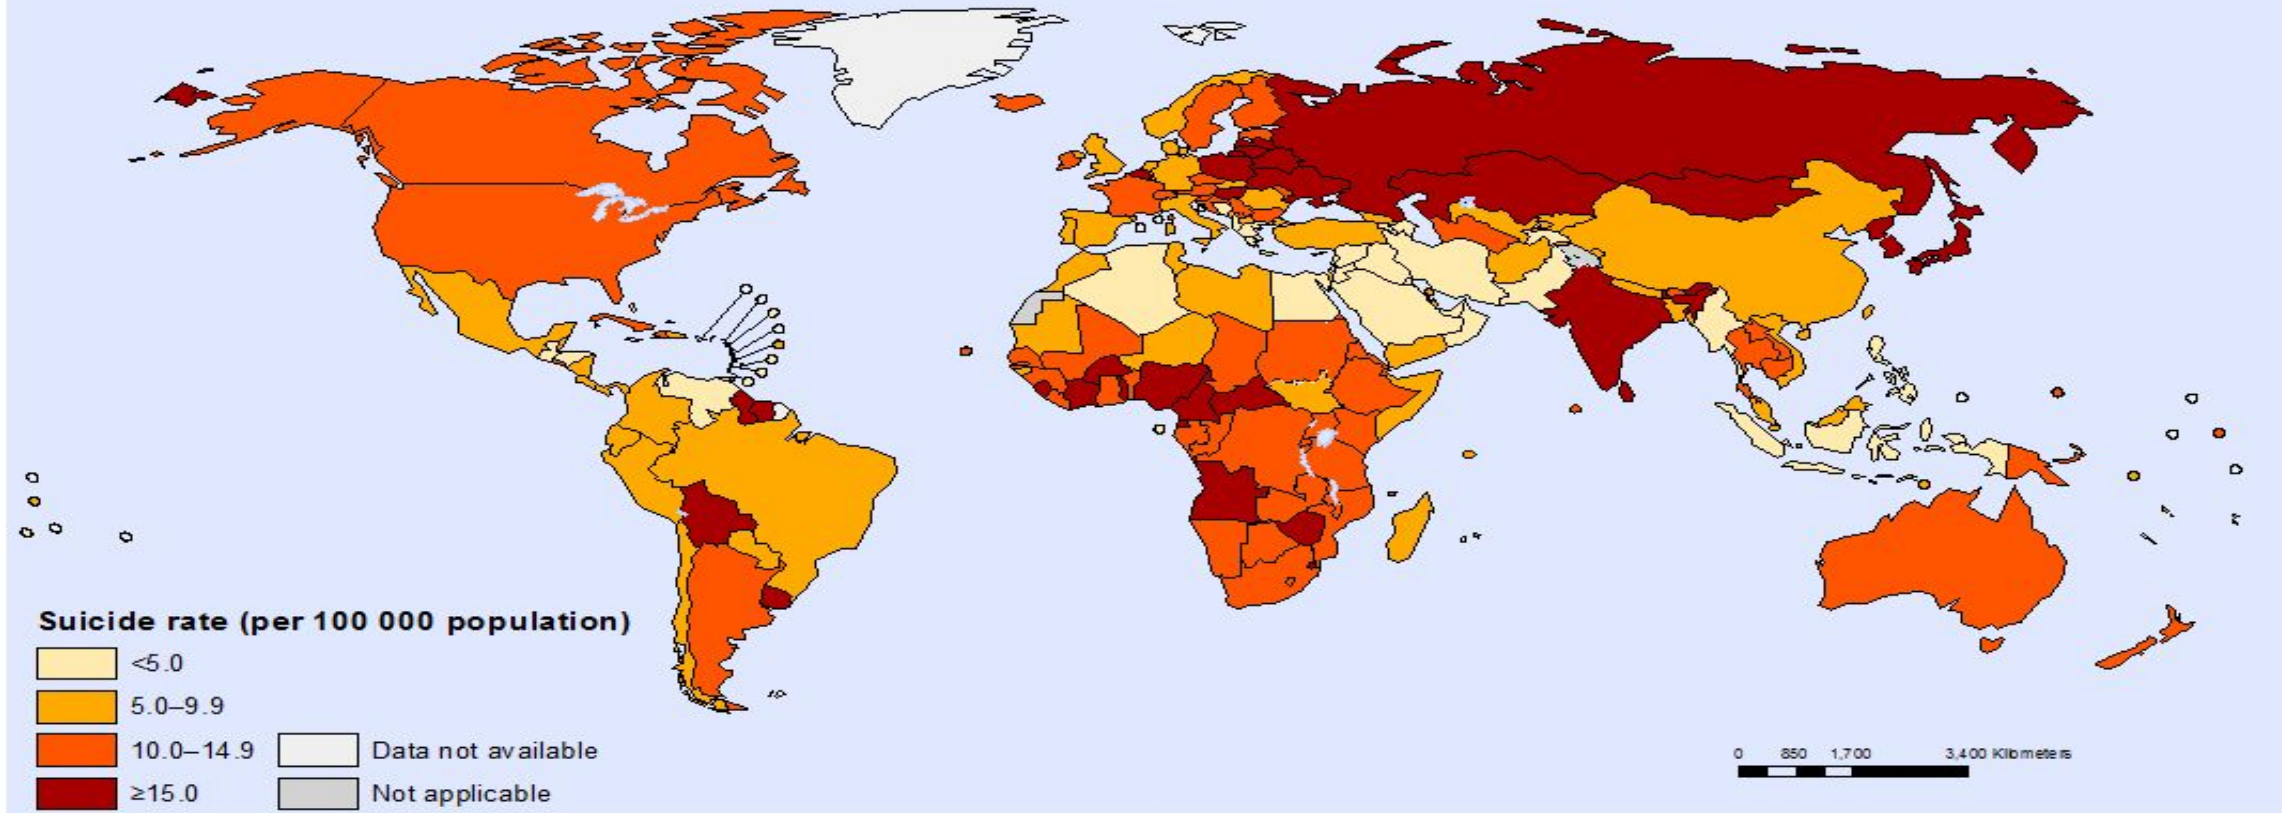 Suicide rate (per 100 000 population)
<5.0
5.0–9.9
10.0–14.9
≥15.0
Data not available
Not applicable
0 850 1,700 3,400 Kilometers